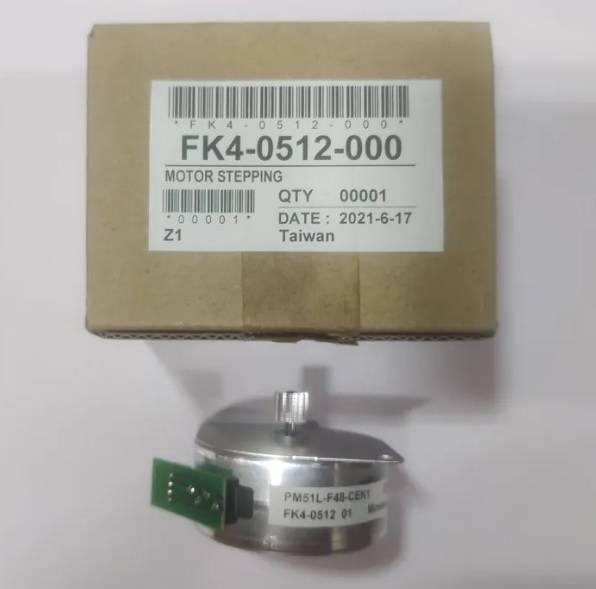 *FK4-0512-000*
FK4-0512-000
MOTOR STEPPING
QTY 00001
*00001*
DATE : 2021-6-17
Z1
Taiwan
PM51L-F48-CEK1
FK4-0512 01